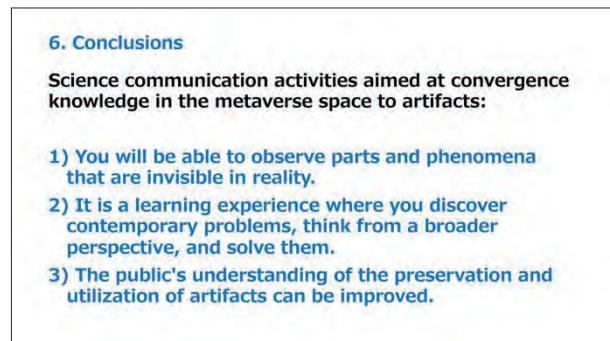 6. Conclusions
Science communication activities aimed at convergence
knowledge in the metaverse space to artifacts:
1) You will be able to observe parts and phenomena
that are invisible in reality.
2) It is a learning experience where you discover
contemporary problems, think from a broader
perspective, and solve them.
3) The public's understanding of the preservation and
utilization of artifacts can be improved.